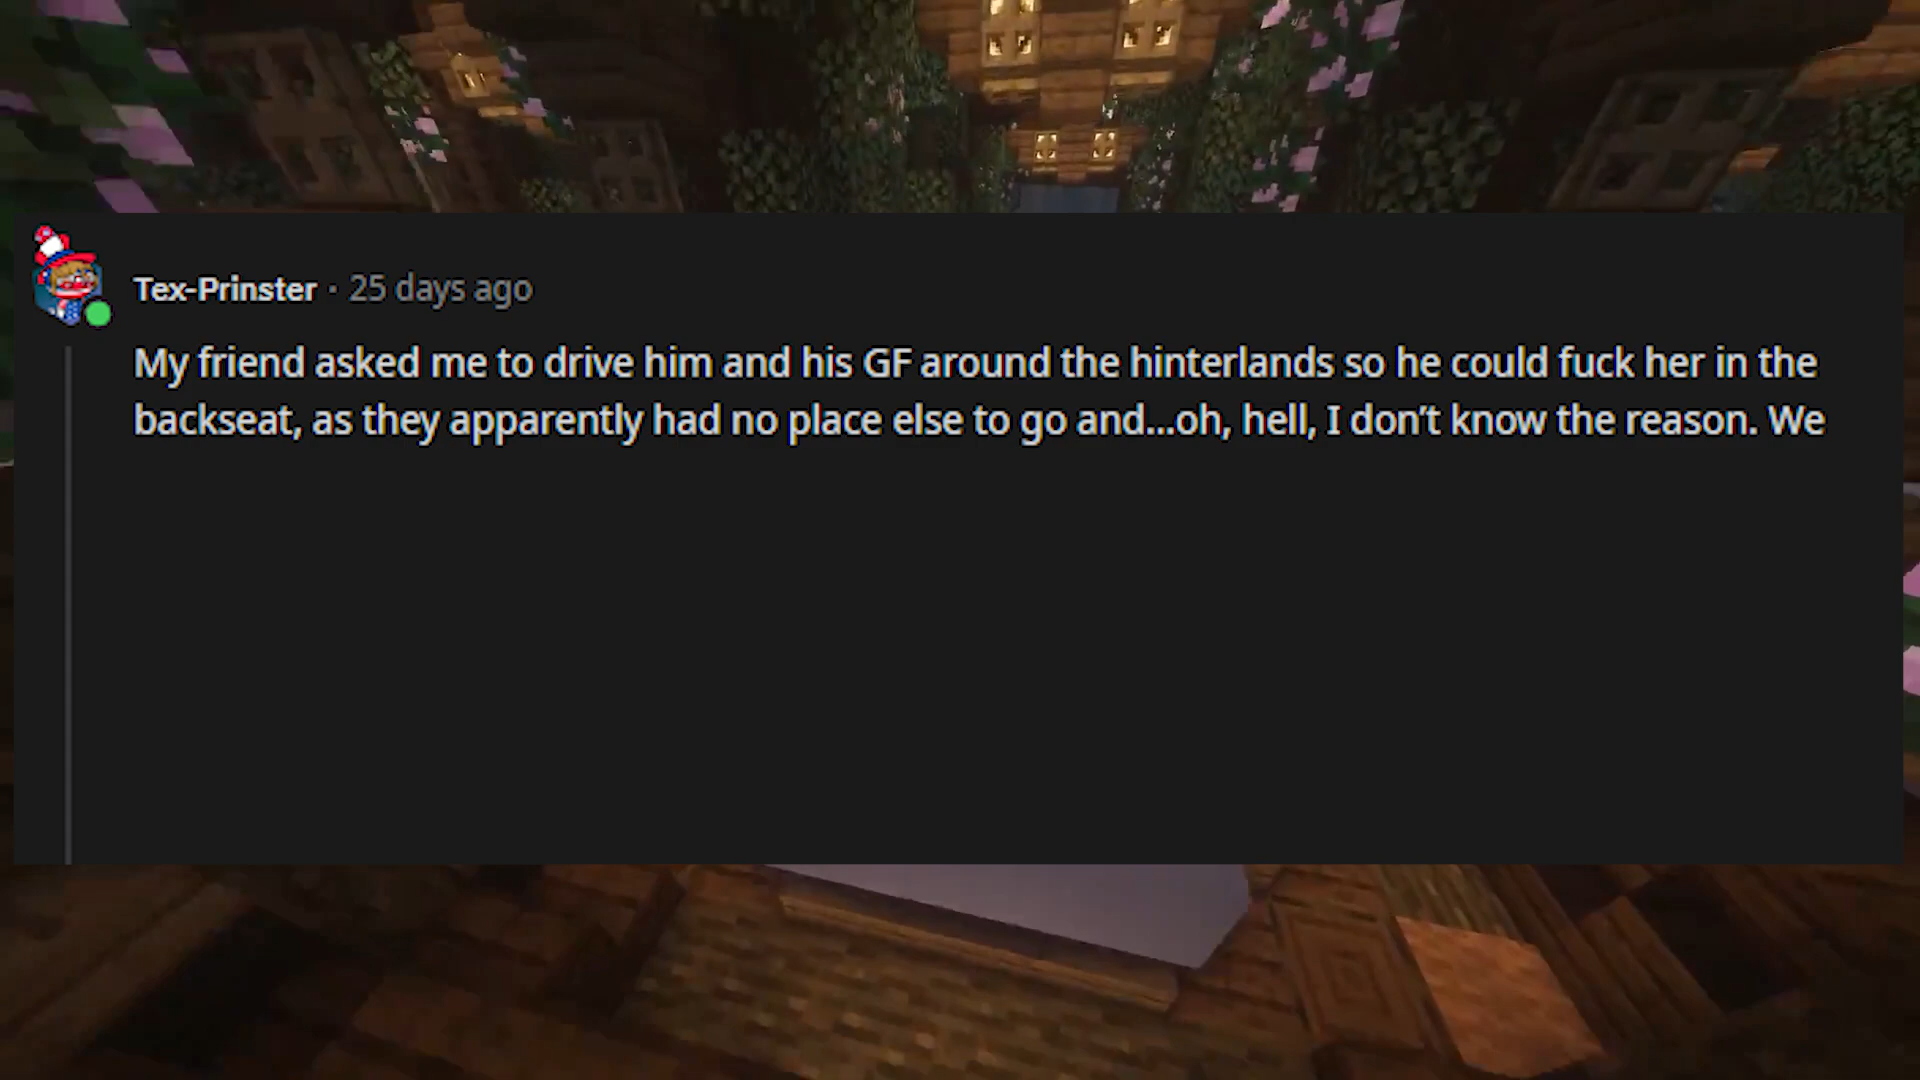 Tex-Prinster · 25 days ago
My friend asked me to drive him and his GF around the hinterlands so he could fuck her in the
backseat, as they apparently had no place else to go and...oh, hell, I don’t know the reason. We